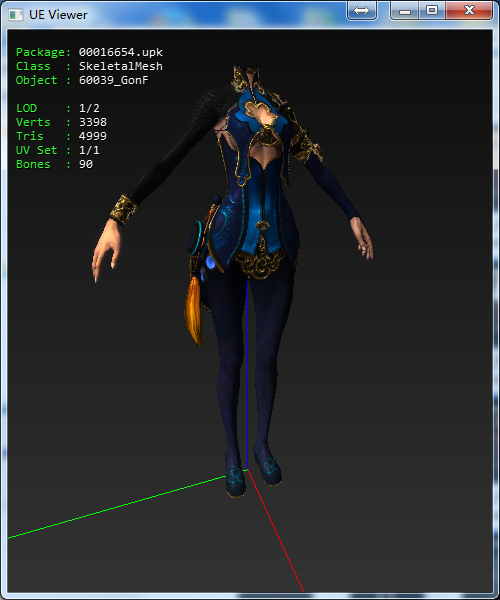 UE Viewer
Package: 00016654.upk
Class : SkeletalMesh
Object : 60039_GonF
LOD : 1/2
Verts : 3398
Tris : 4999
UV Set : 1/1
Bones : 90